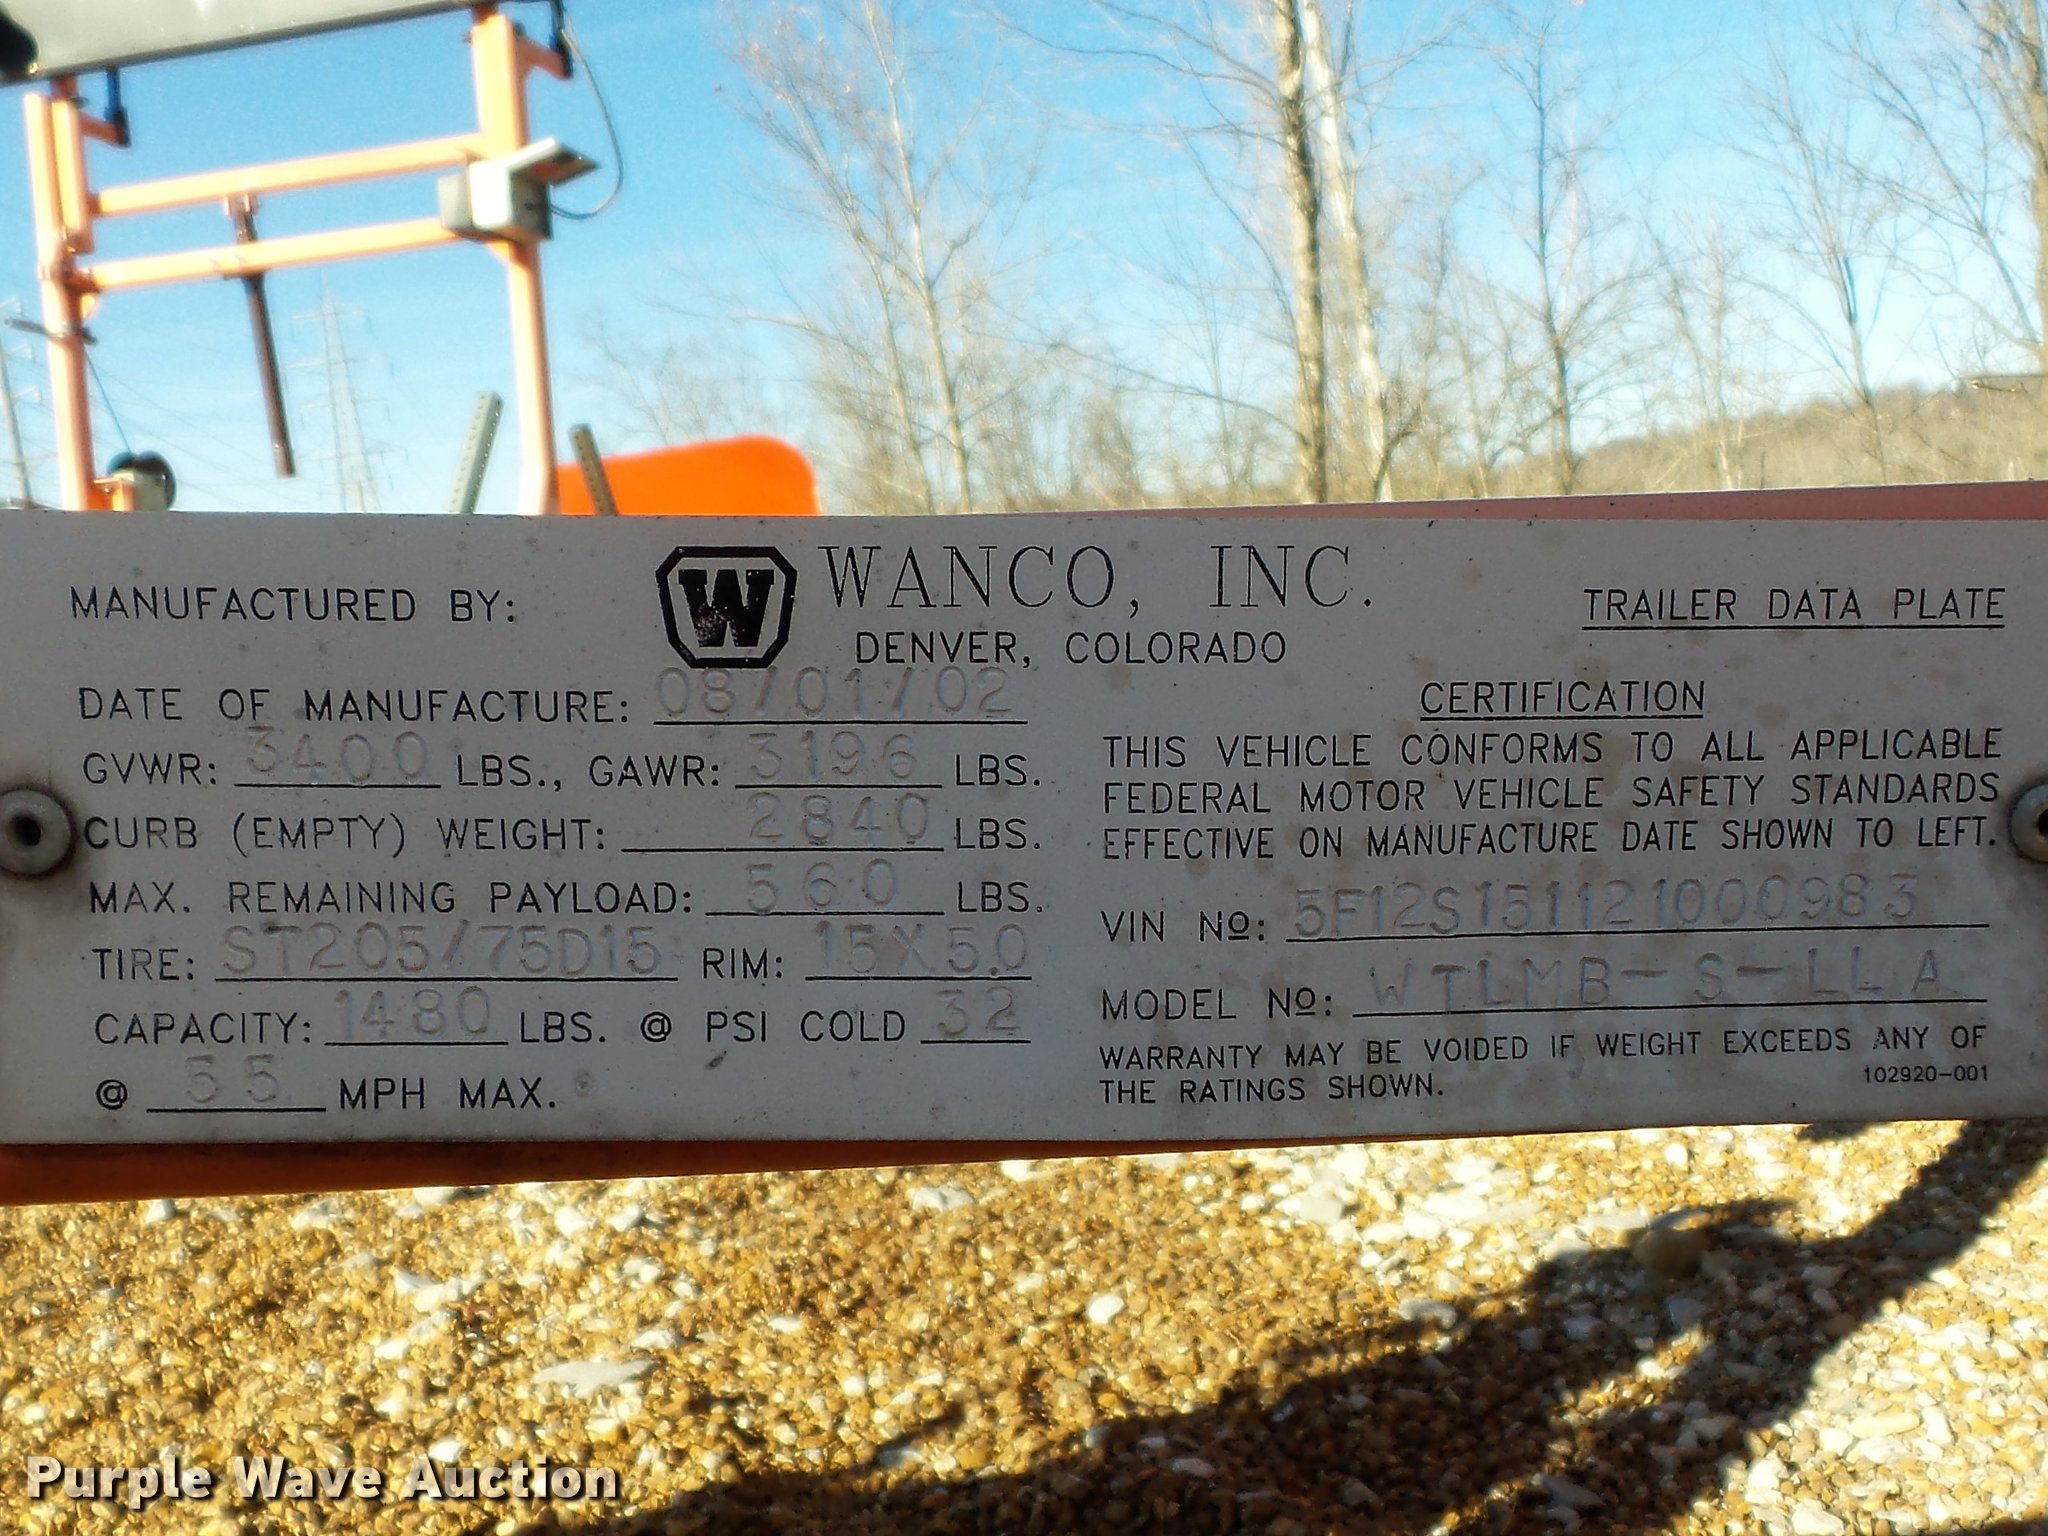 MANUFACTURED BY: W WANCO, INC. TRAILER DATA PLATE
DENVER, COLORADO
DATE OF MANUFACTURE: 08/01/02
GVWR: 3400 LBS., GAWR: 3196 LBS.
CURB (EMPTY) WEIGHT: 2840 LBS.
MAX. REMAINING PAYLOAD: 560 LBS.
TIRE: ST205/75D15 RIM: 15X5.0
CAPACITY: 1480 LBS. @ PSI COLD 32
@ 55 MPH MAX.
CERTIFICATION
THIS VEHICLE CONFORMS TO ALL APPLICABLE
FEDERAL MOTOR VEHICLE SAFETY STANDARDS
EFFECTIVE ON MANUFACTURE DATE SHOWN TO LEFT.
VIN Nº: 5F12S151121000983
MODEL Nº: WTLMB-S-LLA
WARRANTY MAY BE VOIDED IF WEIGHT EXCEEDS ANY OF
THE RATINGS SHOWN. 102920-001
Purple Wave Auction